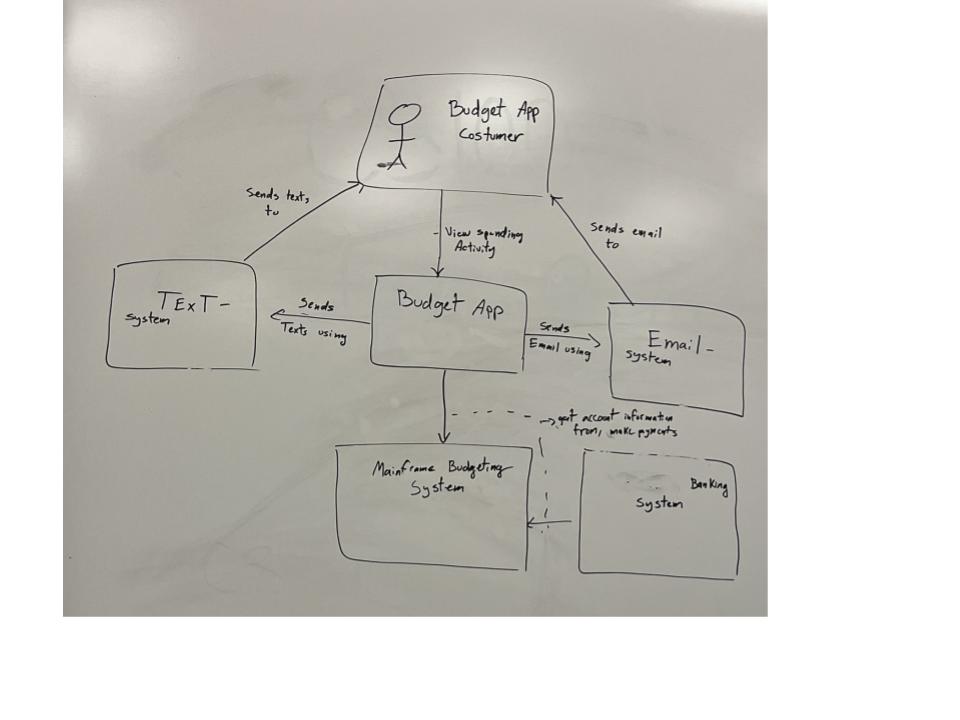 Budget App
Costumer
Sends texts
to
View spending
Activity
Sends email
to
TExT-
system
Sends
Texts using
Budget App
Sends
Email using
Email-
system
get account information
from, make pyments
Mainframe Budgeting
System
Banking
System